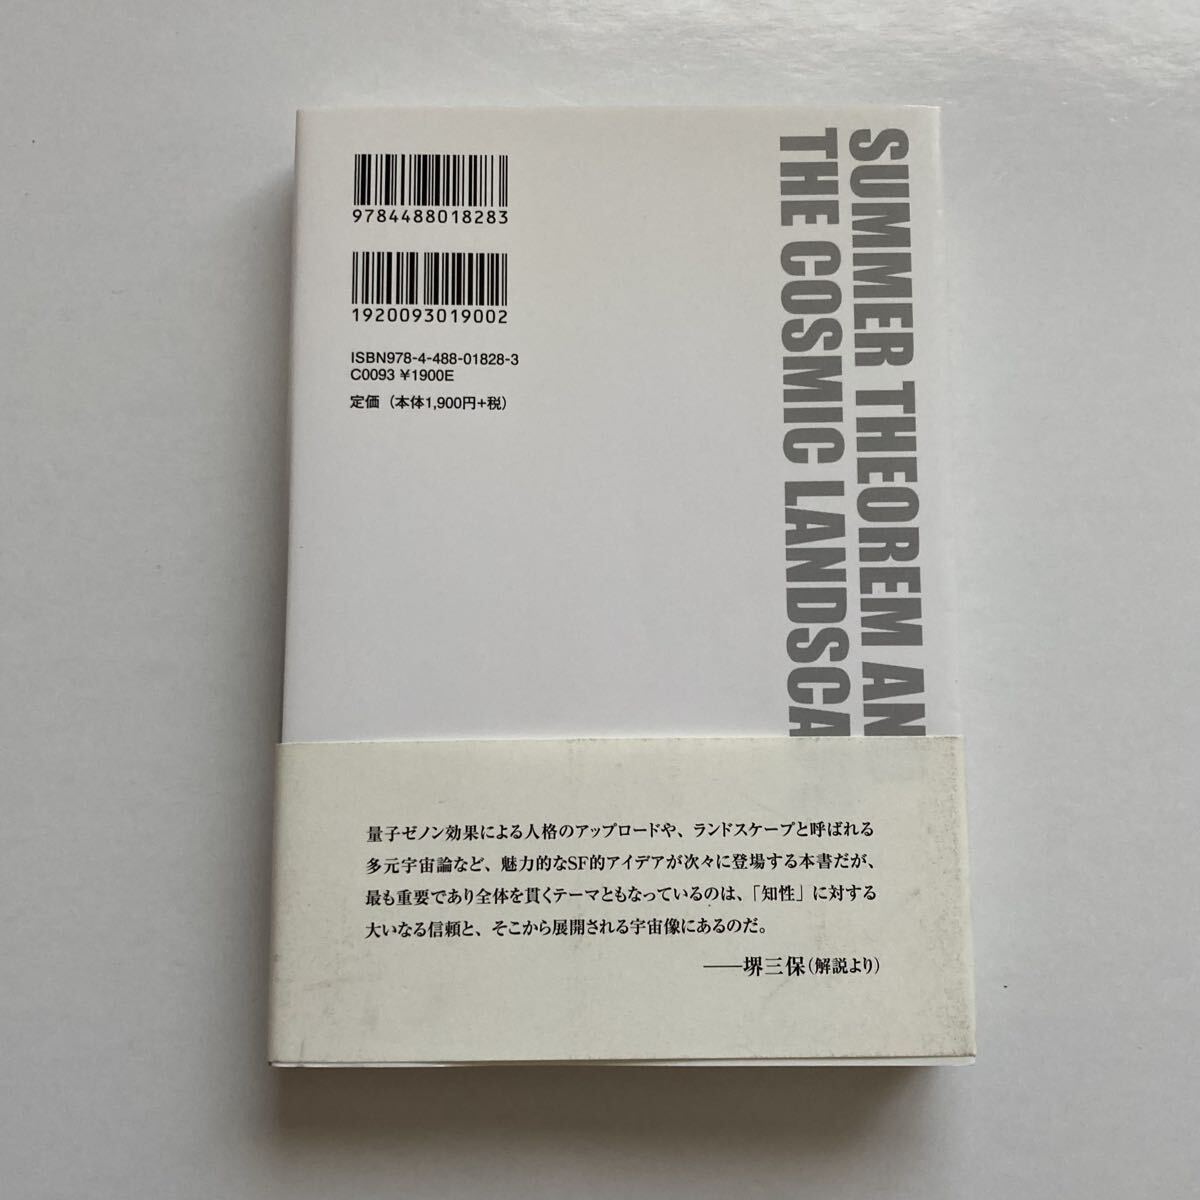 9784488018283
1920093019002
ISBN978-4-488-01828-3
C0093 ¥1900E
定価（本体1,900円+税）
SUMMER THEOREM AN
THE COSMIC LANDSCA
量子ゼノン効果による人格のアップロードや、ランドスケープと呼ばれる
多元宇宙論など、魅力的なSF的アイデアが次々に登場する本書だが、
最も重要であり全体を貫くテーマともなっているのは、「知性」に対する
大いなる信頼と、そこから展開される宇宙像にあるのだ。
――堺三保（解説より）